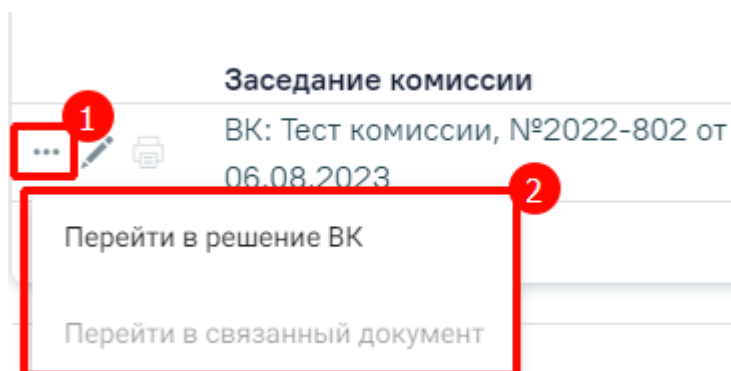 Заседание комиссии
1
ВК: Тест комиссии, №2022-802 от
06.08.2023
2
Перейти в решение ВК
Перейти в связанный документ